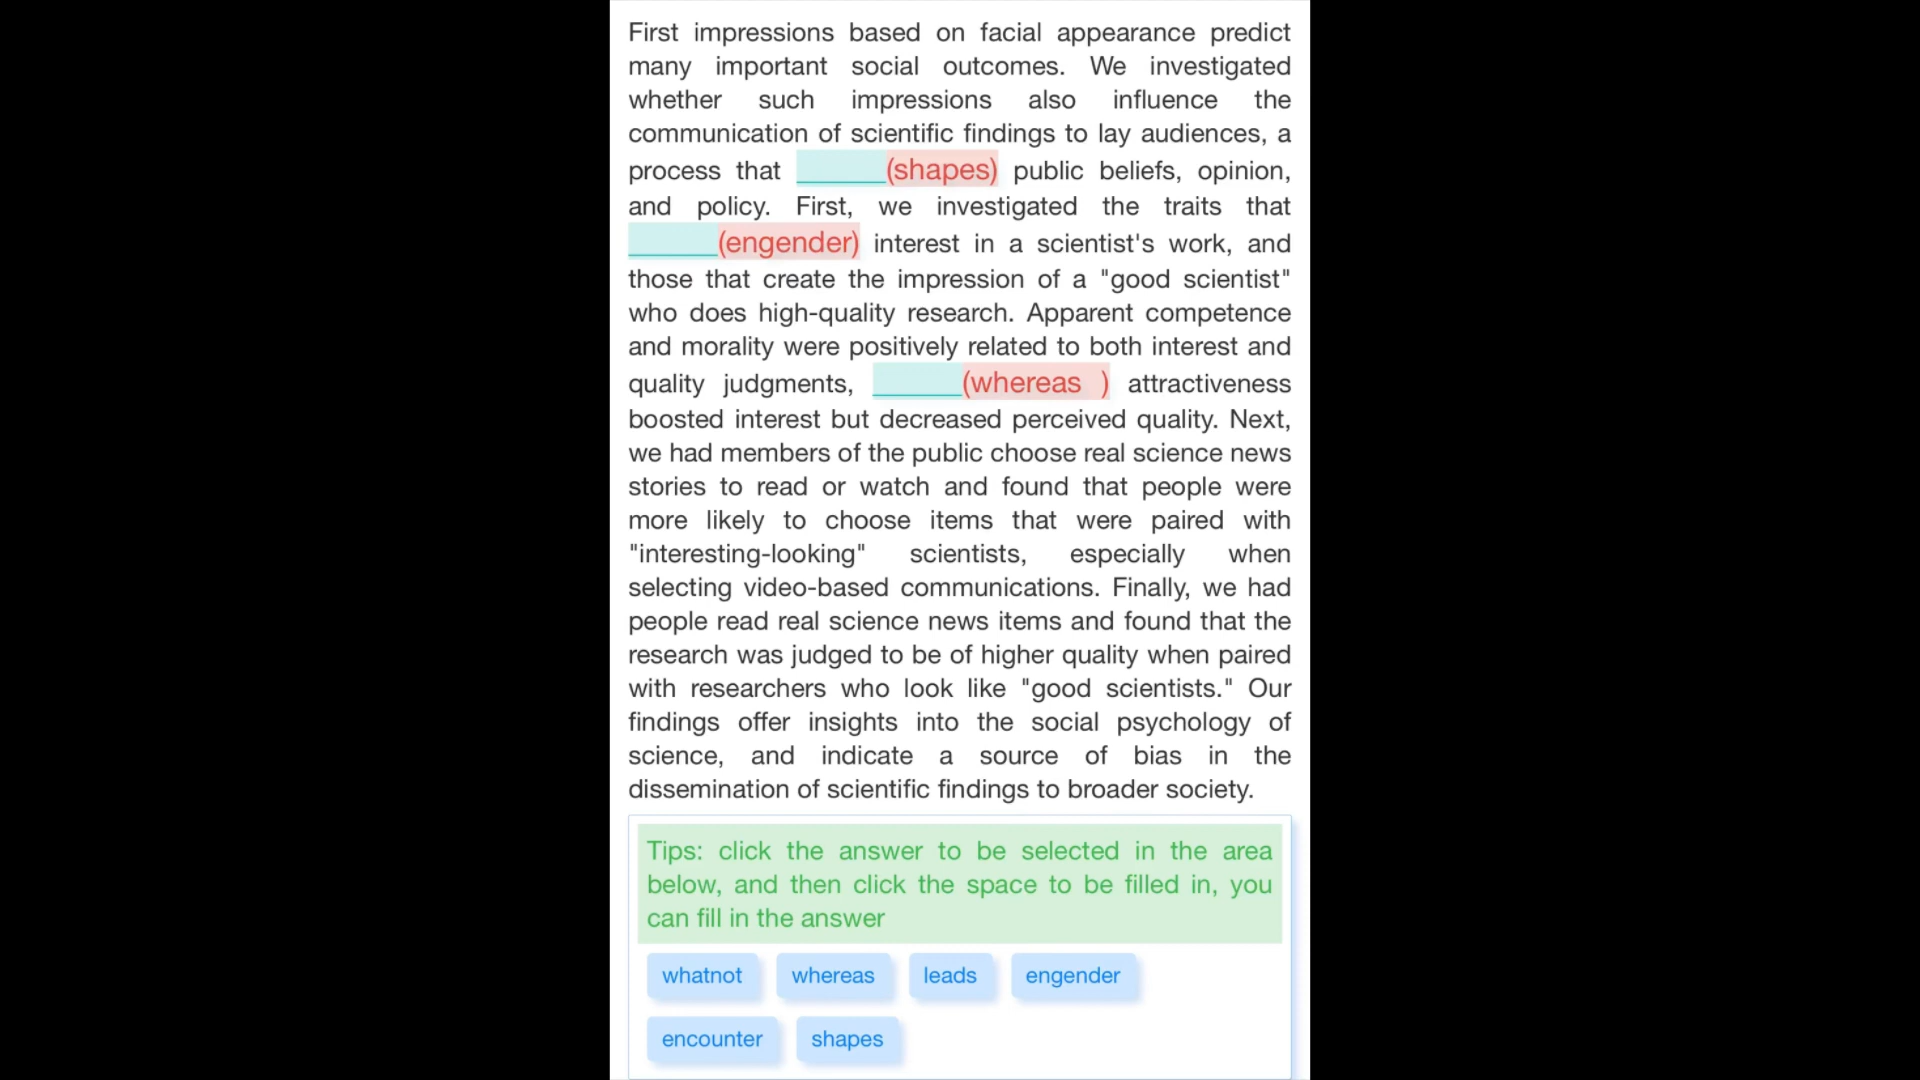 First impressions based on facial appearance predict
many important social outcomes. We investigated
whether such impressions also influence the
communication of scientific findings to lay audiences, a
process that ______(shapes) public beliefs, opinion,
and policy. First, we investigated the traits that
______(engender) interest in a scientist's work, and
those that create the impression of a "good scientist"
who does high-quality research. Apparent competence
and morality were positively related to both interest and
quality judgments, ______(whereas ) attractiveness
boosted interest but decreased perceived quality. Next,
we had members of the public choose real science news
stories to read or watch and found that people were
more likely to choose items that were paired with
"interesting-looking" scientists, especially when
selecting video-based communications. Finally, we had
people read real science news items and found that the
research was judged to be of higher quality when paired
with researchers who look like "good scientists." Our
findings offer insights into the social psychology of
science, and indicate a source of bias in the
dissemination of scientific findings to broader society.
Tips: click the answer to be selected in the area
below, and then click the space to be filled in, you
can fill in the answer
whatnot whereas leads engender
encounter shapes